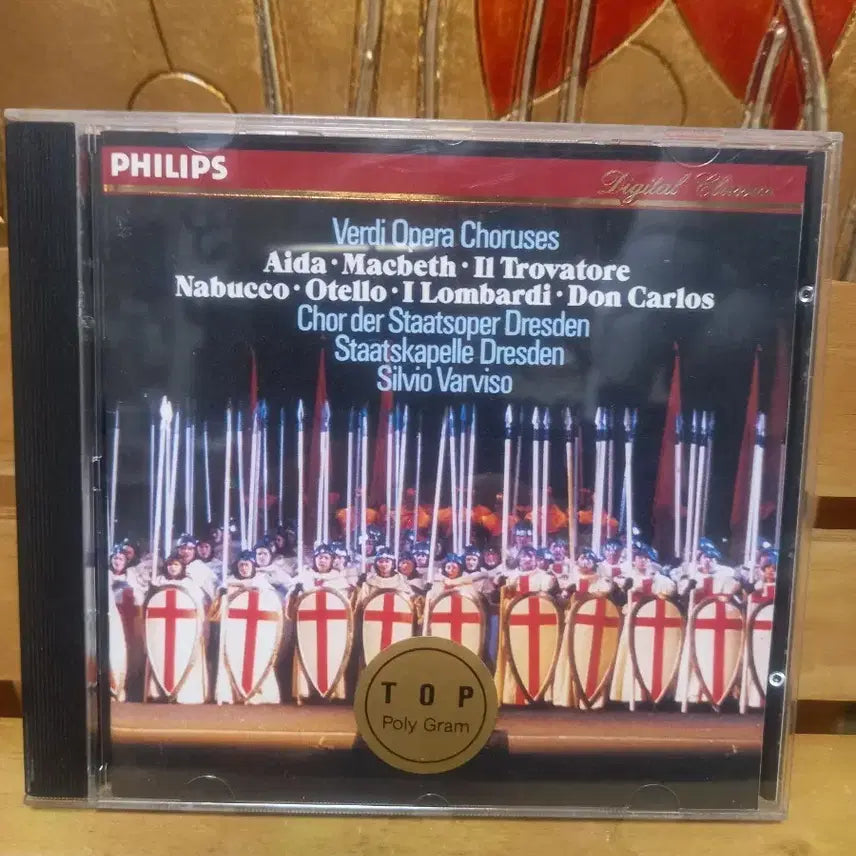 PHILIPS
Digital Classics
Verdi Opera Choruses
Aida · Macbeth · Il Trovatore
Nabucco · Otello · I Lombardi · Don Carlos
Chor der Staatsoper Dresden
Staatskapelle Dresden
Silvio Varviso
TOP
Poly Gram